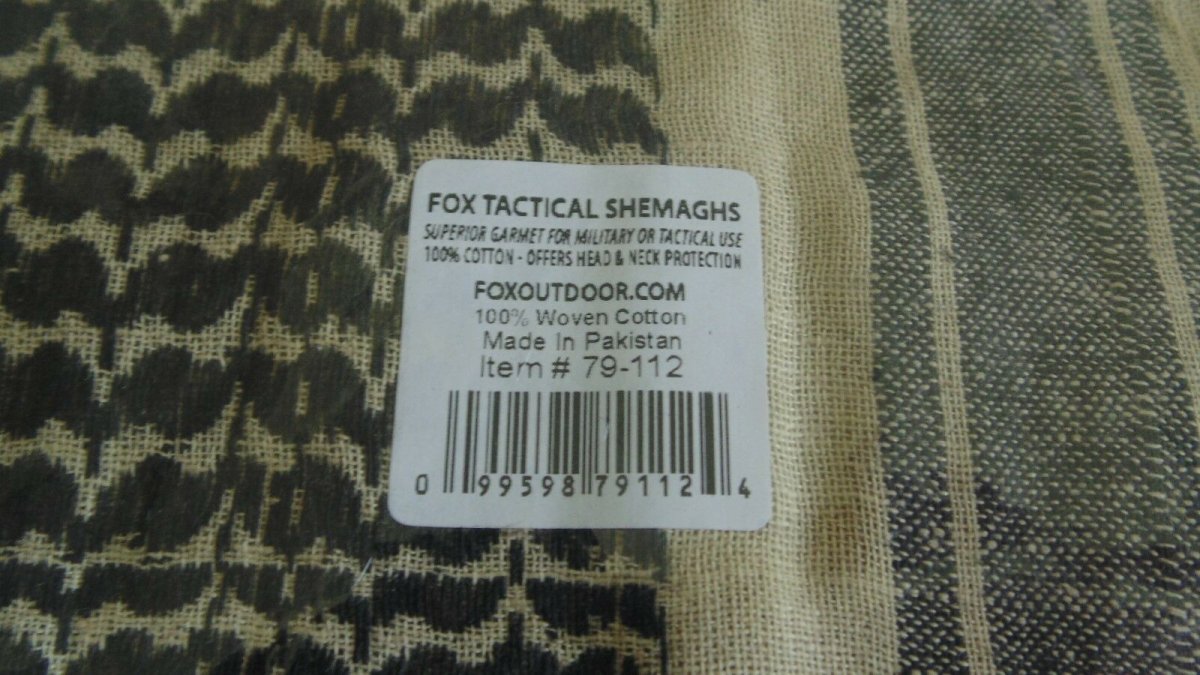 FOX TACTICAL SHEMAGHS
SUPERIOR GARMET FOR MILITARY OR TACTICAL USE
100% COTTON - OFFERS HEAD & NECK PROTECTION
FOXOUTDOOR.COM
100% Woven Cotton
Made In Pakistan
Item # 79-112
0 99598 79112 4